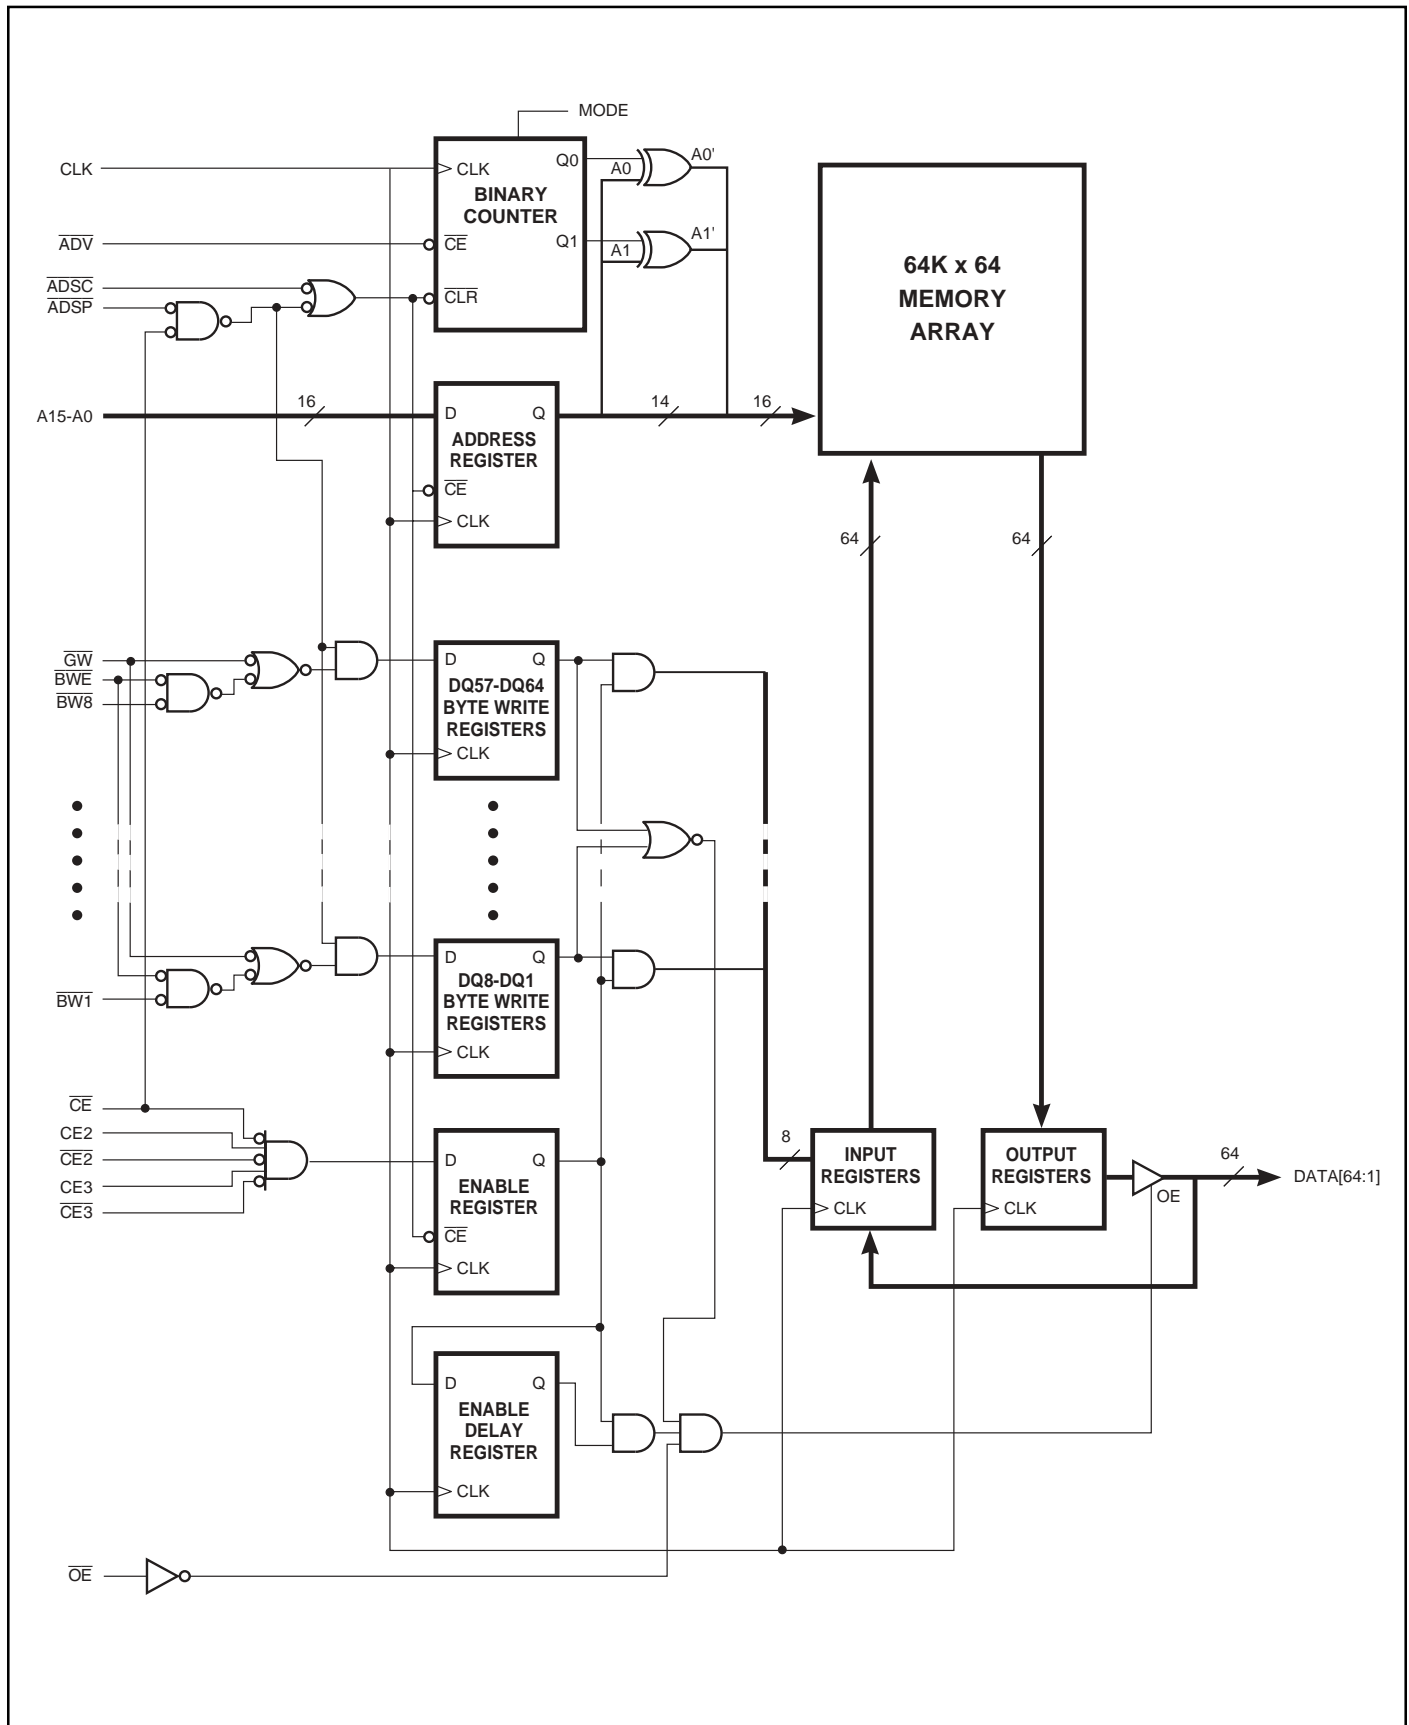 MODE
CLK
CLK
Q0
A0
A0'
BINARY
COUNTER
ADV
CE
Q1
A1
A1'
64K x 64
MEMORY
ARRAY
ADSC
ADSP
CLR
A15-A0
16
D
Q
14
16
ADDRESS
REGISTER
CE
CLK
64
64
GW
BWE
BW8
D
Q
DQ57-DQ64
BYTE WRITE
REGISTERS
CLK
BW1
D
Q
DQ8-DQ1
BYTE WRITE
REGISTERS
CLK
CE
CE2
CE2
CE3
CE3
D
Q
ENABLE
REGISTER
CE
CLK
8
INPUT
REGISTERS
CLK
OUTPUT
REGISTERS
CLK
OE
64
DATA[64:1]
D
Q
ENABLE
DELAY
REGISTER
CLK
OE